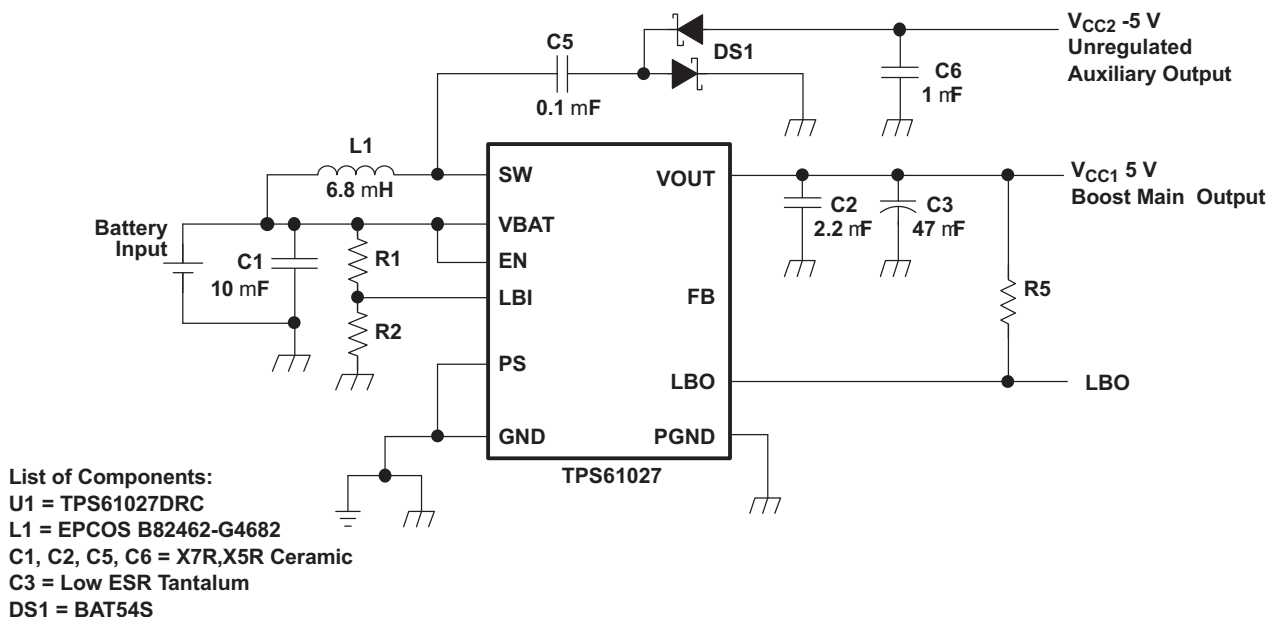 VCC2 -5 V
Unregulated
Auxiliary Output
C5
0.1 mF
DS1
C6
1 mF
L1
6.8 mH
SW
VOUT
VCC1 5 V
Boost Main Output
C2
2.2 mF
C3
47 mF
Battery
Input
C1
10 mF
R1
VBAT
EN
LBI
FB
R5
R2
PS
LBO
LBO
GND
PGND
TPS61027
List of Components:
U1 = TPS61027DRC
L1 = EPCOS B82462-G4682
C1, C2, C5, C6 = X7R,X5R Ceramic
C3 = Low ESR Tantalum
DS1 = BAT54S